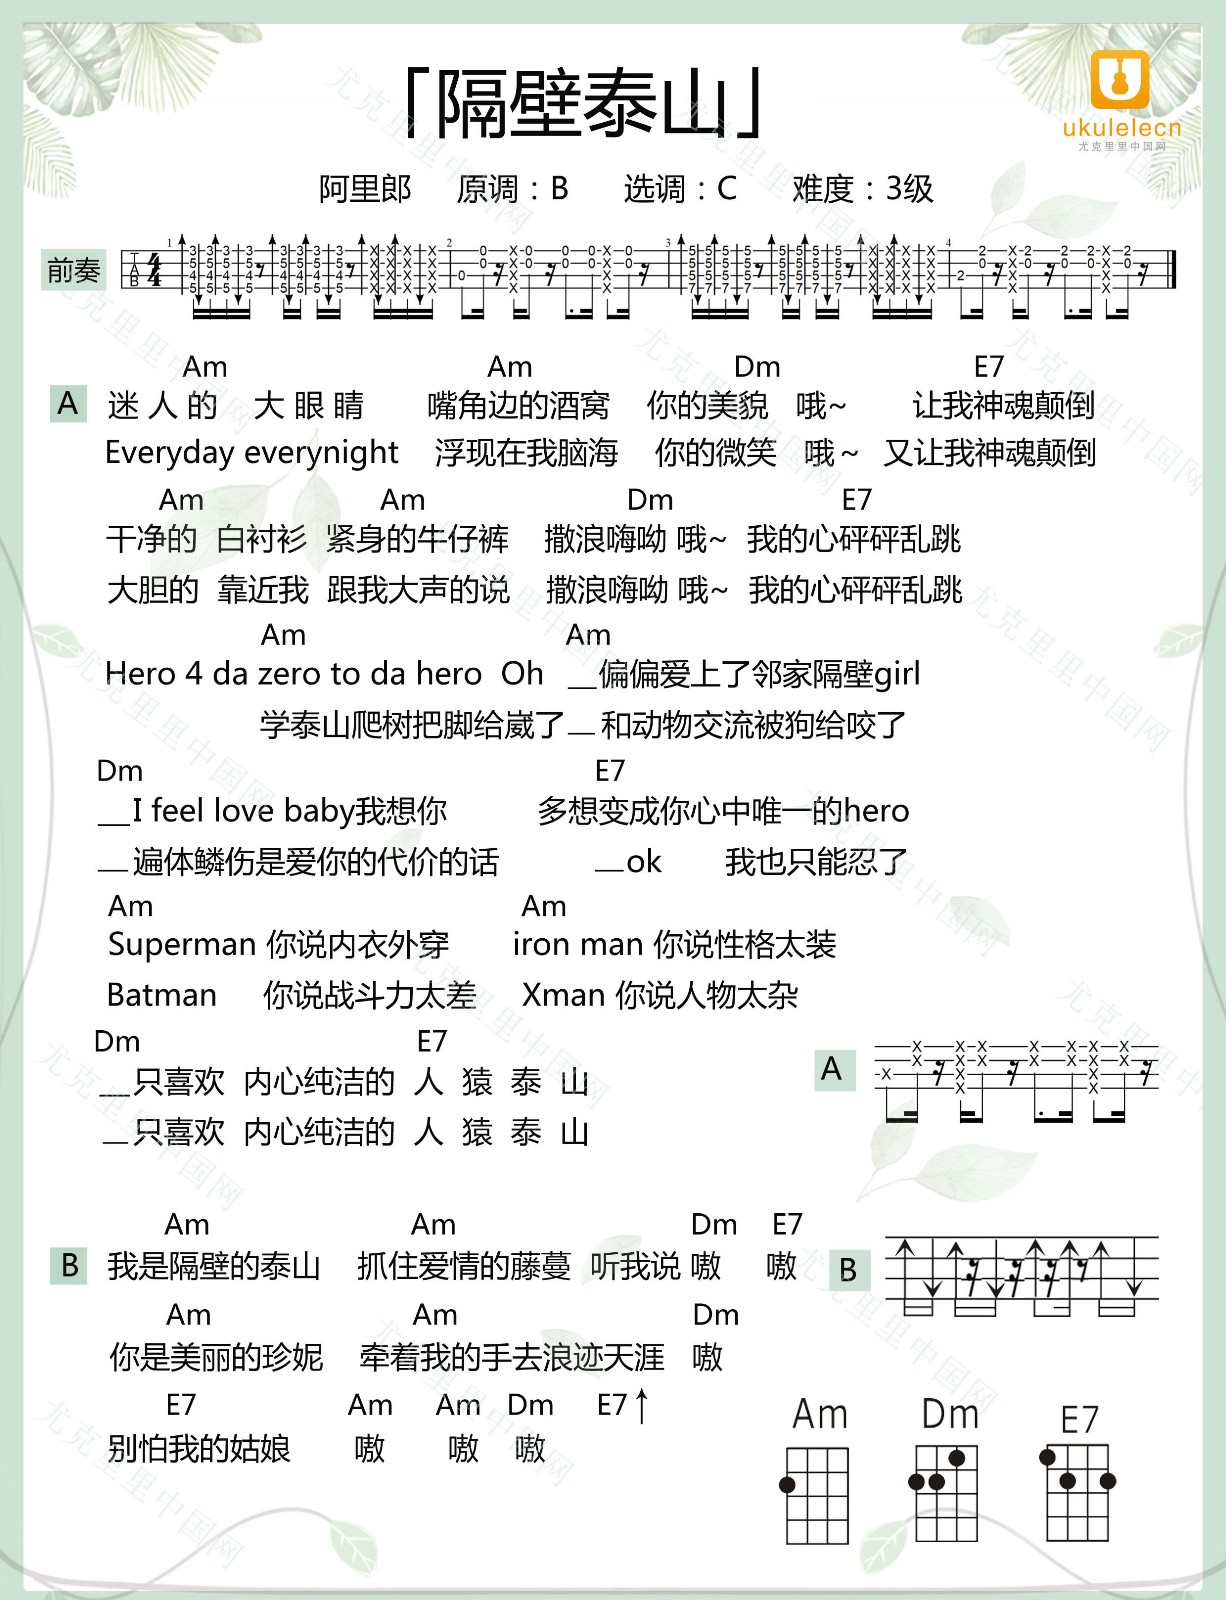 「隔壁泰山」
ukulelecn
尤克里里中国网
阿里郎 原调：B 选调：C 难度：3级
前奏
A
Am Am Dm E7
迷 人 的 大 眼 睛 嘴角边的酒窝 你的美貌 哦~ 让我神魂颠倒
Everyday everynight 浮现在我脑海 你的微笑 哦~ 又让我神魂颠倒
Am Am Dm E7
干净的 白衬衫 紧身的牛仔裤 撒浪嗨呦 哦~ 我的心砰砰乱跳
大胆的 靠近我 跟我大声的说 撒浪嗨呦 哦~ 我的心砰砰乱跳
Am Am
Hero 4 da zero to da hero Oh __偏偏爱上了邻家隔壁girl
学泰山爬树把脚给崴了__ 和动物交流被狗给咬了
Dm E7
__I feel love baby我想你 多想变成你心中唯一的hero
__遍体鳞伤是爱你的代价的话 __ok 我也只能忍了
Am Am
Superman 你说内衣外穿 iron man 你说性格太装
Batman 你说战斗力太差 Xman 你说人物太杂
Dm E7
__只喜欢 内心纯洁的 人 猿 泰 山
__只喜欢 内心纯洁的 人 猿 泰 山
A
B
Am Am Dm E7
我是隔壁的泰山 抓住爱情的藤蔓 听我说 嗷 嗷
B
Am Am Dm
你是美丽的珍妮 牵着我的手去浪迹天涯 嗷
E7 Am Am Dm E7↑
别怕我的姑娘 嗷 嗷 嗷
Am Dm E7